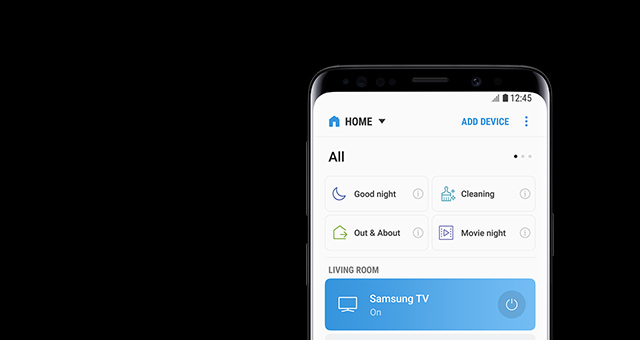 12:45
HOME ADD DEVICE
All
Good night Cleaning
Out & About Movie night
LIVING ROOM
Samsung TV
On